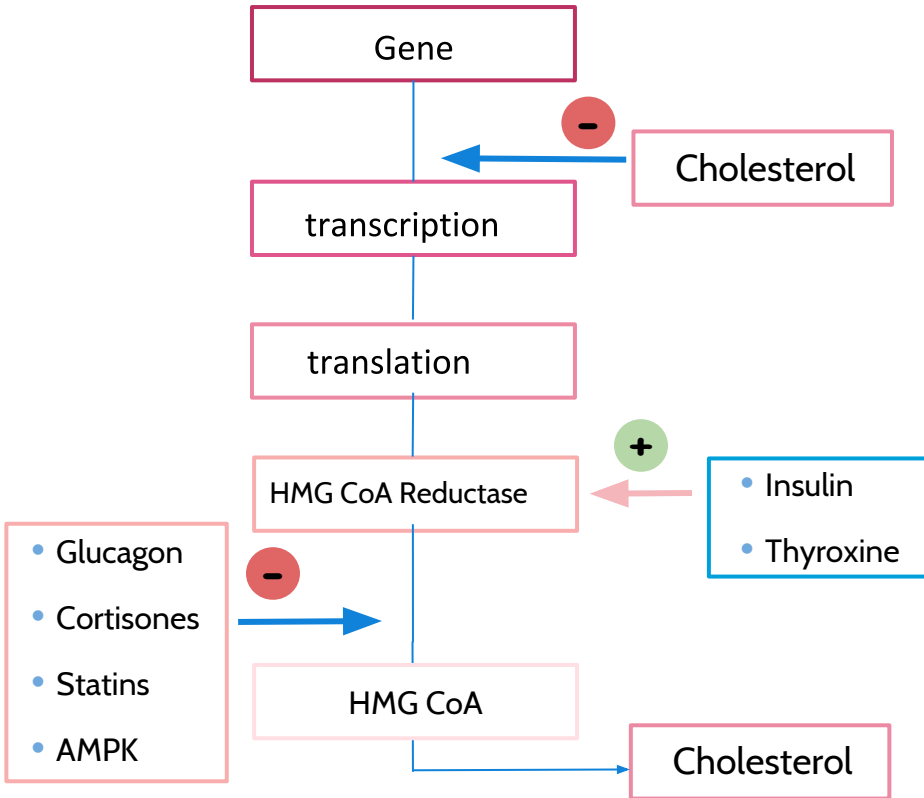 Gene
-
Cholesterol
transcription
translation
+
HMG CoA Reductase
• Insulin
• Thyroxine
• Glucagon
• Cortisones
• Statins
• AMPK
-
HMG CoA
Cholesterol